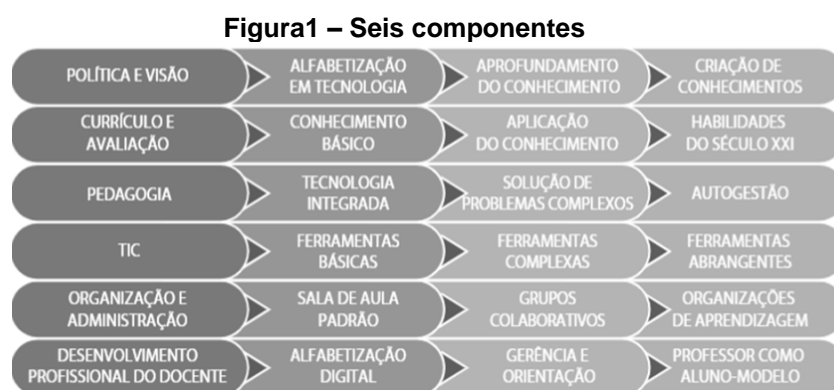 Figura1 – Seis componentes
POLÍTICA E VISÃO
ALFABETIZAÇÃO
EM TECNOLOGIA
APROFUNDAMENTO
DO CONHECIMENTO
CRIAÇÃO DE
CONHECIMENTOS
CURRÍCULO E
AVALIAÇÃO
CONHECIMENTO
BÁSICO
APLICAÇÃO
DO CONHECIMENTO
HABILIDADES
DO SÉCULO XXI
PEDAGOGIA
TECNOLOGIA
INTEGRADA
SOLUÇÃO DE
PROBLEMAS COMPLEXOS
AUTOGESTÃO
TIC
FERRAMENTAS
BÁSICAS
FERRAMENTAS
COMPLEXAS
FERRAMENTAS
ABRANGENTES
ORGANIZAÇÃO E
ADMINISTRAÇÃO
SALA DE AULA
PADRÃO
GRUPOS
COLABORATIVOS
ORGANIZAÇÕES
DE APRENDIZAGEM
DESENVOLVIMENTO
PROFISSIONAL DO DOCENTE
ALFABETIZAÇÃO
DIGITAL
GERÊNCIA E
ORIENTAÇÃO
PROFESSOR COMO
ALUNO-MODELO